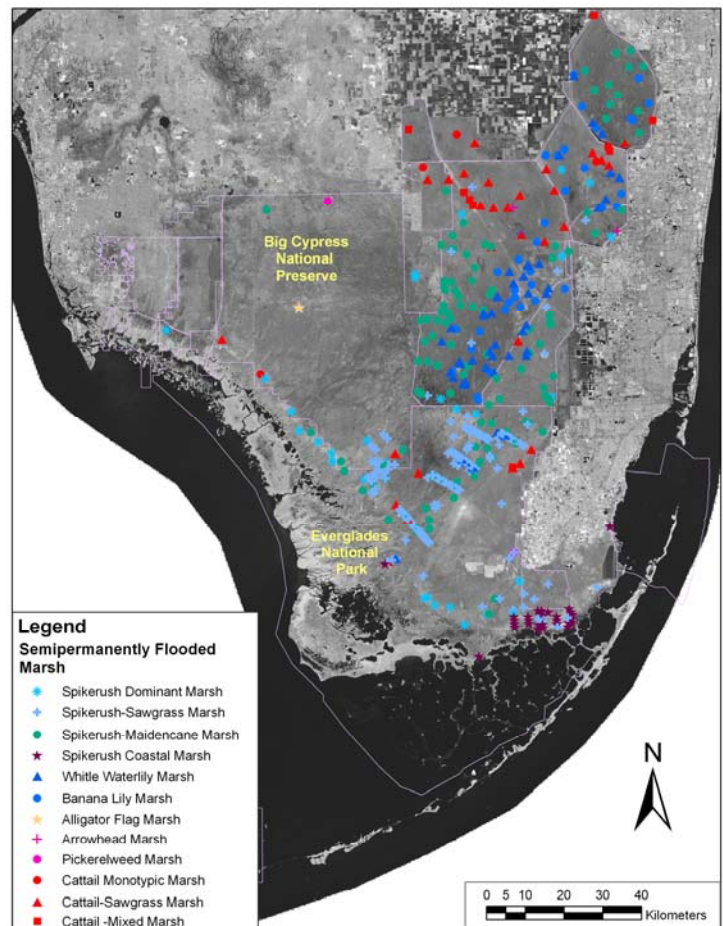 Big Cypress
National
Preserve
Everglades
National
Park
Legend
Semipermanently Flooded
Marsh
Spikerush Dominant Marsh
Spikerush-Sawgrass Marsh
Spikerush-Maidencane Marsh
Spikerush Coastal Marsh
Whitle Waterlily Marsh
Banana Lily Marsh
Alligator Flag Marsh
Arrowhead Marsh
Pickerelweed Marsh
Cattail Monotypic Marsh
Cattail-Sawgrass Marsh
Cattail -Mixed Marsh
N
0 5 10 20 30 40
Kilometers